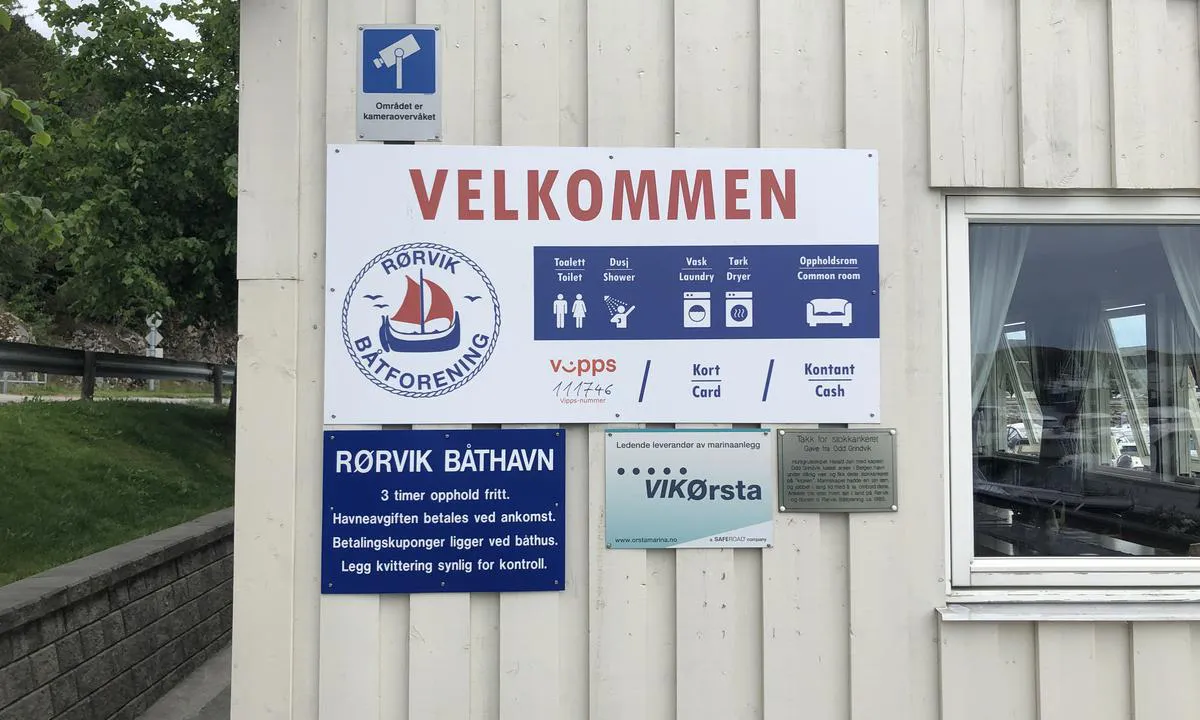 Området er
kameraovervåket
VELKOMMEN
RØRVIK
BÅTFORENING
Toalett
Toilet
Dusj
Shower
Vask
Laundry
Tørk
Dryer
Oppholdsrom
Common room
vipps
111746
Vipps-nummer
/
Kort
Card
/
Kontant
Cash
RØRVIK BÅTHAVN
3 timer opphold fritt.
Havneavgiften betales ved ankomst.
Betalingskuponger ligger ved båthus.
Legg kvittering synlig for kontroll.
Ledende leverandør av marinaanlegg
VIKØrsta
www.orstamarina.no
a SAFEROAD company
Takk for stokkankeret
Gave fra Odd Grindvik